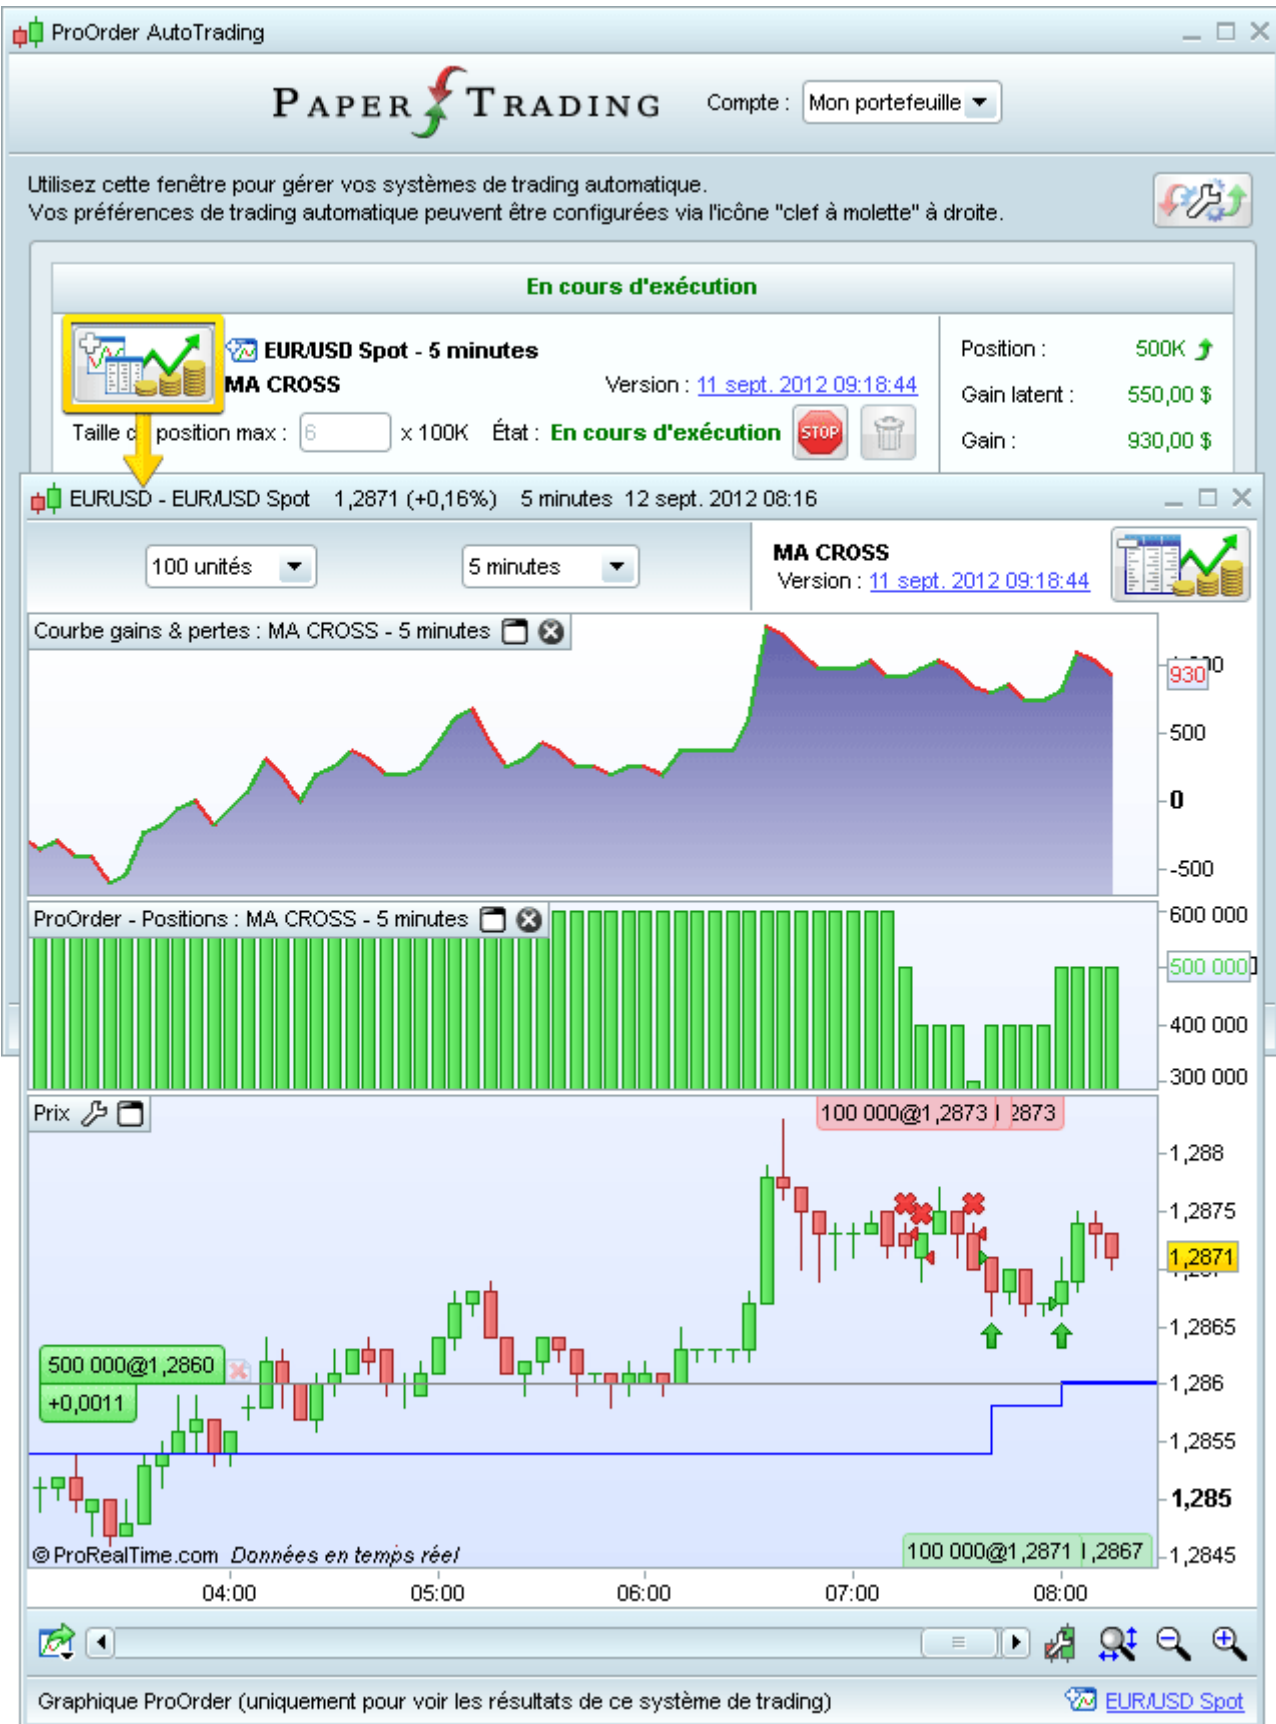 ProOrder AutoTrading
PAPER TRADING Compte : Mon portefeuille
Utilisez cette fenêtre pour gérer vos systèmes de trading automatique.
Vos préférences de trading automatique peuvent être configurées via l'icône "clef à molette" à droite.
En cours d'exécution
EUR/USD Spot - 5 minutes
MA CROSS Version : 11 sept. 2012 09:18:44
Taille position max : 6 x 100K État : En cours d'exécution STOP
Position : 500K
Gain latent : 550,00 $
Gain : 930,00 $
EURUSD - EUR/USD Spot 1,2871 (+0,16%) 5 minutes 12 sept. 2012 08:16
100 unités 5 minutes
MA CROSS
Version : 11 sept. 2012 09:18:44
Courbe gains & pertes : MA CROSS - 5 minutes
930
500
0
-500
ProOrder - Positions : MA CROSS - 5 minutes
600 000
500 000
400 000
300 000
Prix
100 000@1,2873 2873
1,288
1,2875
1,2871
1,2865
500 000@1,2860
+0,0011
1,286
1,2855
1,285
1,2845
100 000@1,2871 ,2867
© ProRealTime.com Données en temps réel
04:00 05:00 06:00 07:00 08:00
Graphique ProOrder (uniquement pour voir les résultats de ce système de trading) EUR/USD Spot